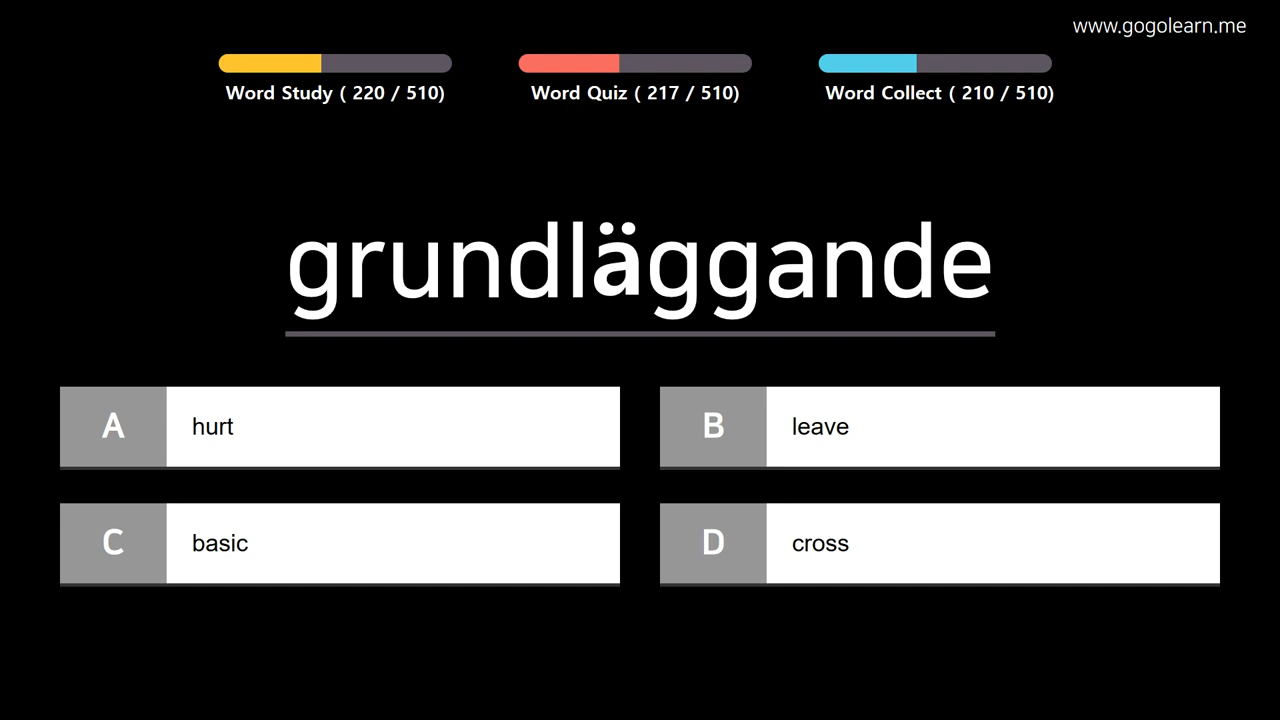 www.gogolearn.me
Word Study ( 220 / 510)
Word Quiz ( 217 / 510)
Word Collect ( 210 / 510)
grundläggande
A hurt
B leave
C basic
D cross